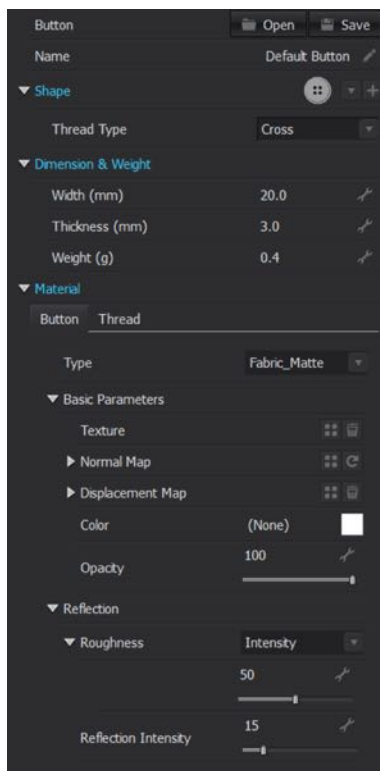 Button Open Save
Name Default Button
Shape
Thread Type Cross
Dimension & Weight
Width (mm) 20.0
Thickness (mm) 3.0
Weight (g) 0.4
Material
Button Thread
Type Fabric_Matte
Basic Parameters
Texture
Normal Map
Displacement Map
Color (None)
Opacity 100
Reflection
Roughness Intensity
50
Reflection Intensity 15